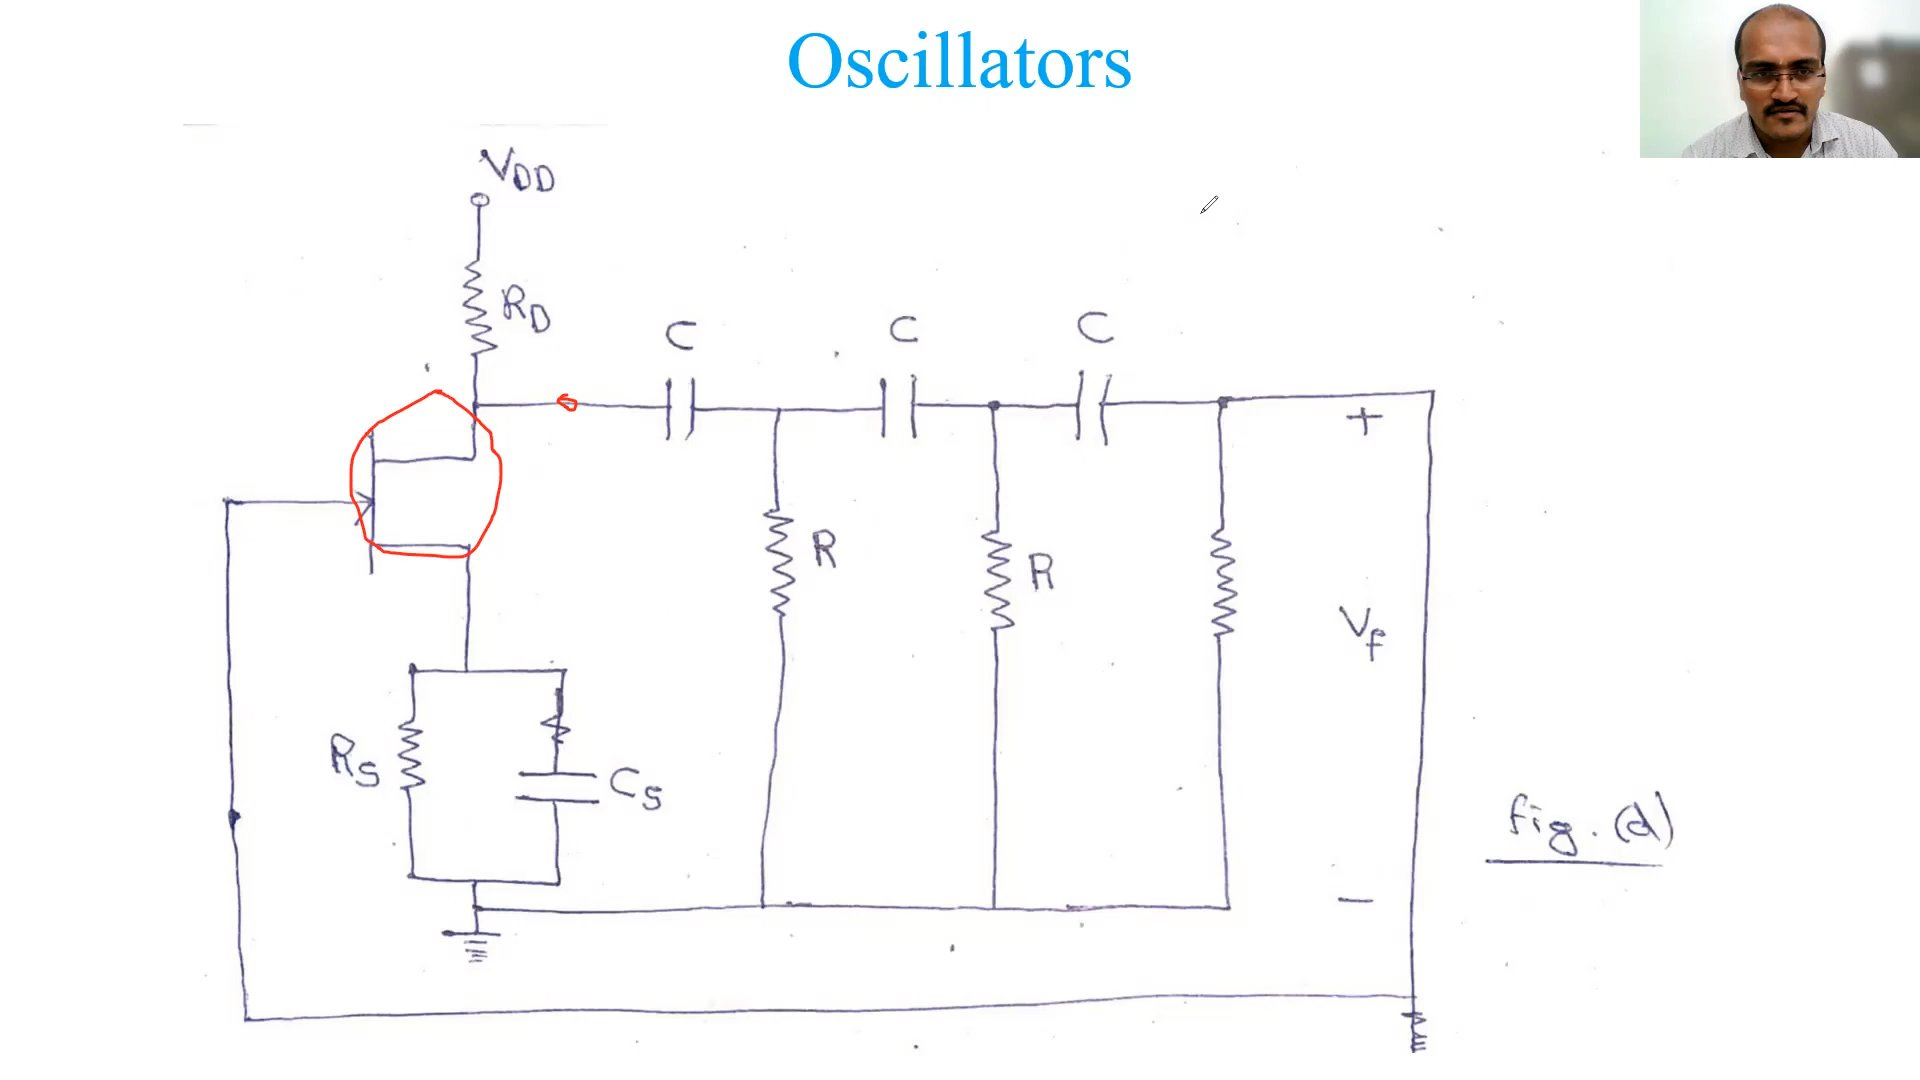 Oscillators
VDD
RD
C
C
C
+
R
R
Vf
RS
CS
fig. (d)
−